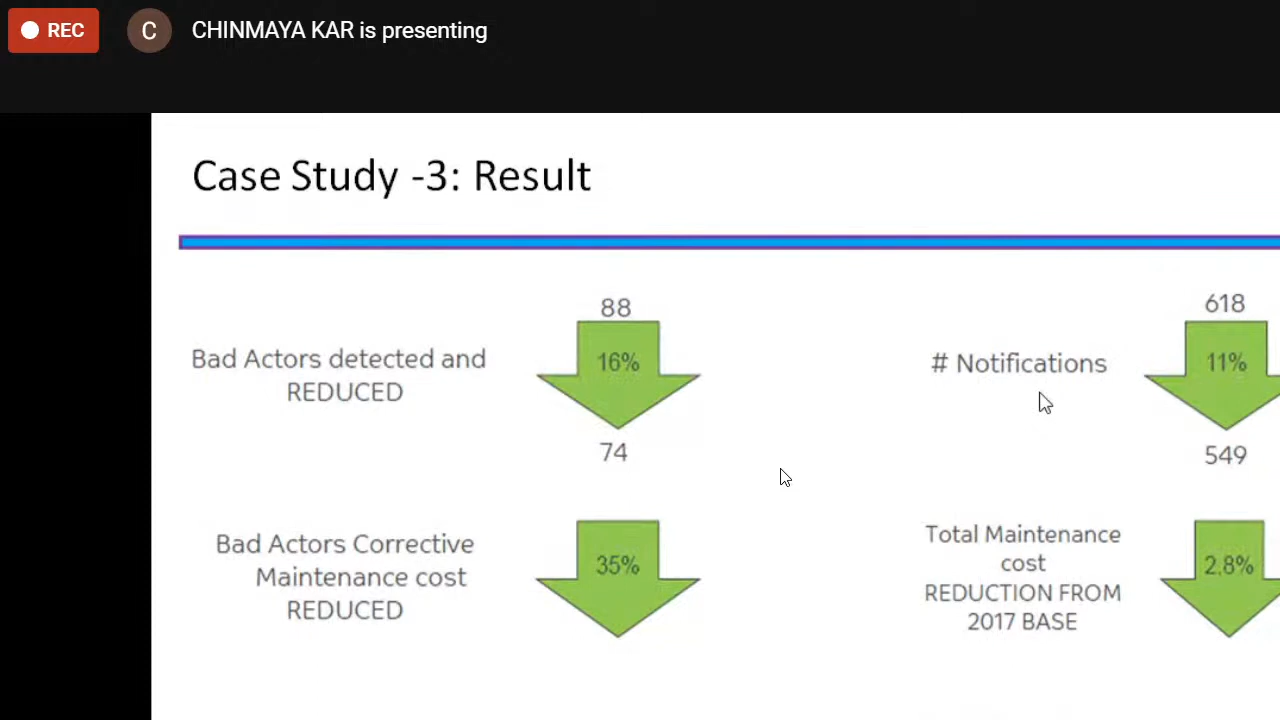 REC
C
CHINMAYA KAR is presenting
Case Study -3: Result
88
Bad Actors detected and
REDUCED
16%
74
618
# Notifications
11%
549
Bad Actors Corrective
Maintenance cost
REDUCED
35%
Total Maintenance
cost
REDUCTION FROM
2017 BASE
2,8%